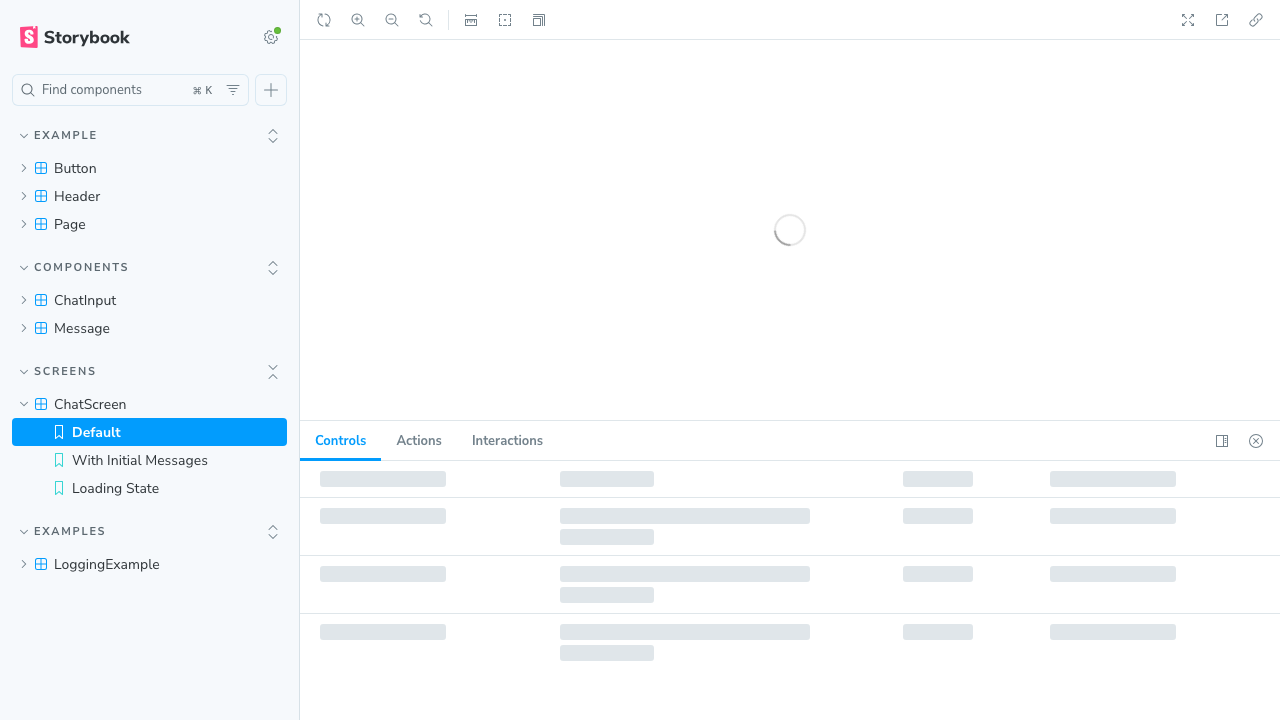 Storybook
Find components
⌘ K
EXAMPLE
Button
Header
Page
COMPONENTS
ChatInput
Message
SCREENS
ChatScreen
Default
With Initial Messages
Loading State
EXAMPLES
LoggingExample
Controls
Actions
Interactions